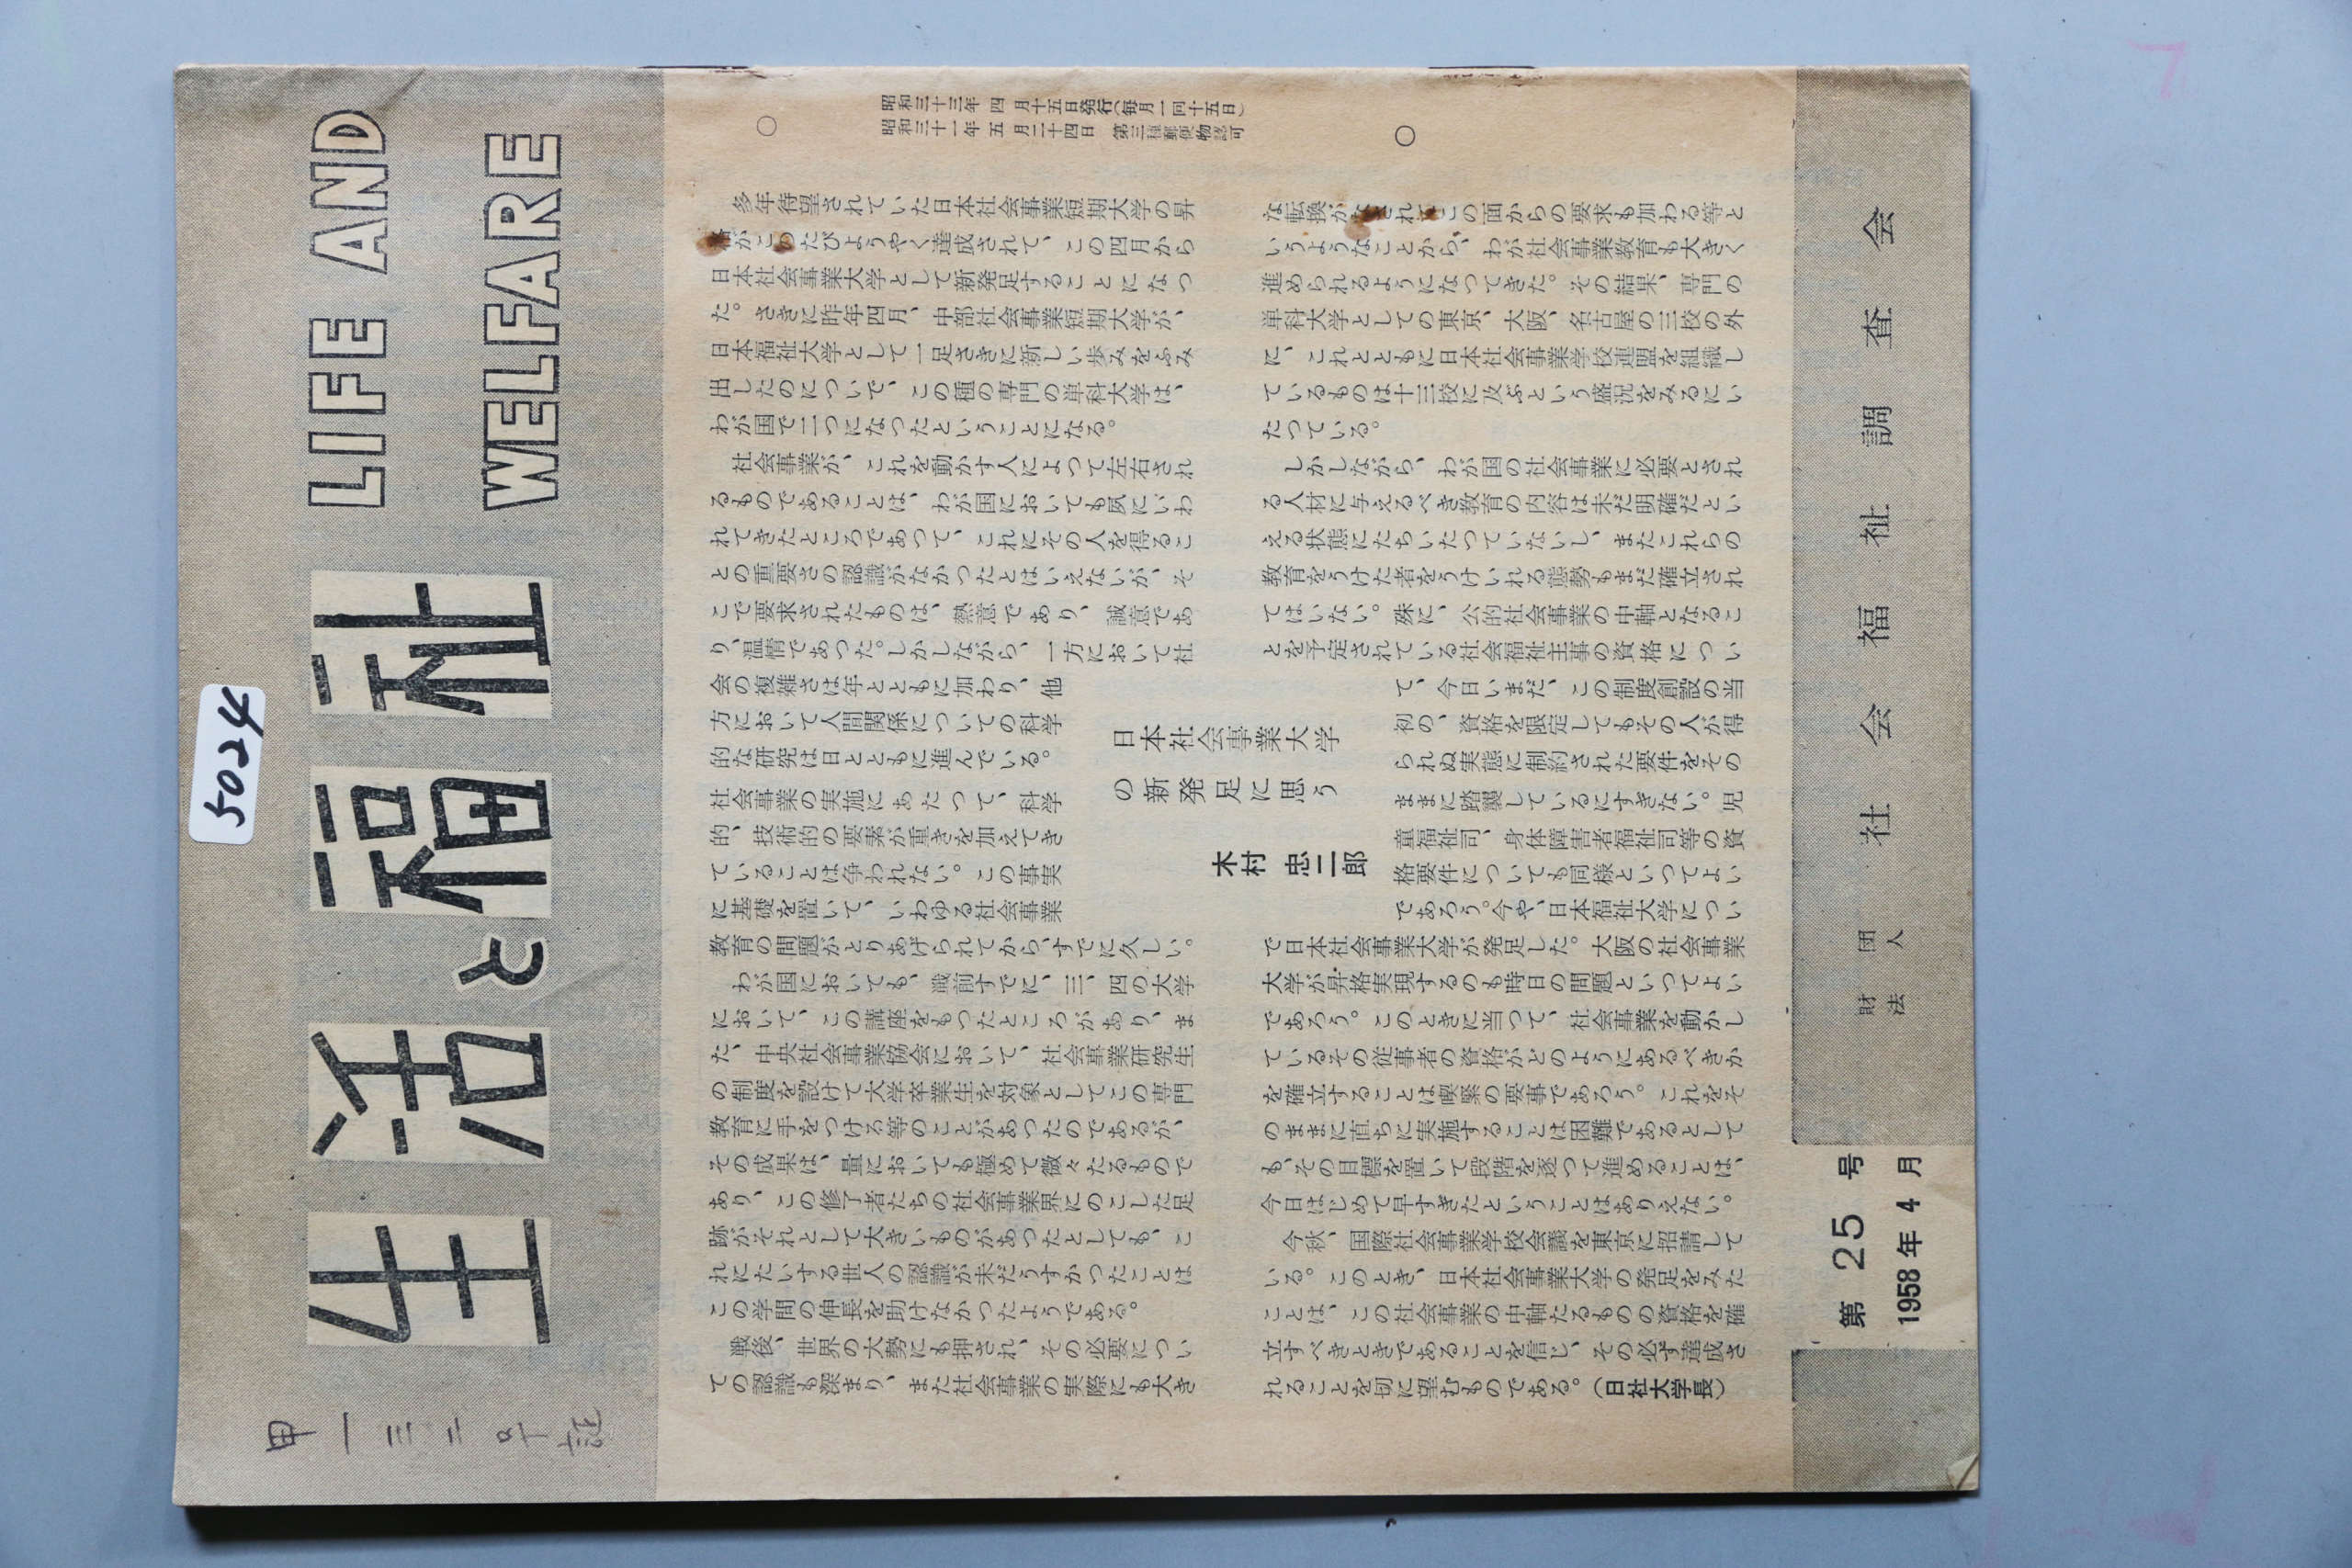 生活と福祉
LIFE AND
WELFARE
5024
甲一三二号証
昭和三十三年 四 月十五日発行(毎月一回十五日)
昭和三十一年 五 月二十四日 第三種郵便物認可
日本社会事業大学
の新発足に思う
木村 忠二郎
多年待望されていた日本社会事業短期大学の昇
格がこのたびようやく達成されて、この四月から
日本社会事業大学として新発足することになつ
た。さきに昨年四月、中部社会事業短期大学が、
日本福祉大学として一足さきに新しい歩みをふみ
出したのについで、この種の専門の単科大学は、
わが国で二つになつたということになる。
社会事業が、これを動かす人によつて左右され
るものであることは、わが国においても夙にいわ
れてきたところであつて、これにその人を得るこ
との重要さの認識がなかつたとはいえないが、そ
こで要求されたものは、熱意であり、誠意であ
り、温情であつた。しかしながら、一方において社
会の複雑さは年とともに加わり、他
方において人間関係についての科学
的な研究は日とともに進んでいる。
社会事業の実施にあたつて、科学
的、技術的の要素が重きを加えてき
ていることは争われない。この事実
に基礎を置いて、いわゆる社会事業
教育の問題がとりあげられてから、すでに久しい。
わが国においても、戦前すでに、三、四の大学
において、この講座をもつたところがあり、ま
た、中央社会事業協会において、社会事業研究生
の制度を設けて大学卒業生を対象としてこの専門
教育に手をつけろ等のことがあつたのであるが、
その成果は、量においても極めて微々たるもので
あり、この修了者たちの社会事業界にのこした足
跡がそれとして大きいものがあつたとしても、こ
れにたいする世人の認識が未だうすかつたことは
この学問の伸長を助けなかつたようである。
戦後、世界の大勢にも押され、その必要につい
ての認識も深まり、また社会事業の実際にも大き
な転換がなされてこの面からの要求も加わる等と
いうようなことから、わが社会事業教育も大きく
進められるようになつてきた。その結果、専門の
単科大学としての東京、大阪、名古屋の三校の外
に、これとともに日本社会事業学校連盟を組織し
ているものは十三校に及ぶという盛況をみるにい
たつている。
しかしながら、わが国の社会事業に必要とされ
る人材に与えるべき教育の内容は未だ明確だとい
える状態にたちいたつていないし、またこれらの
教育をうけた者をうけいれる態勢もまだ確立され
てはいない。殊に、公的社会事業の中軸となるこ
とを予定されている社会福祉主事の資格につい
て、今日いまだ、この制度創設の当
初の、資格を限定してもその人が得
られぬ実態に制約された要件をその
ままに踏襲しているにすぎない。児
童福祉司、身体障害者福祉司等の資
格要件についても同様といつてよい
であろう。今や、日本福祉大学につい
で日本社会事業大学が発足した。大阪の社会事業
大学が昇格実現するのも時日の問題といつてよい
であろう。このときに当つて、社会事業を動かし
ているその従事者の資格がどのようにあるべきか
を確立することは喫緊の要事であろう。これをそ
のままに直ちに実施することは困難であるとして
も、その目標を置いて段階を逐つて進めることは、
今日はじめて早すぎたということはありえない。
今秋、国際社会事業学校会議を東京に招請して
いる。このとき、日本社会事業大学の発足をみた
ことは、この社会事業の中軸たるものの資格を確
立すべきときであることを信じ、その必ず達成さ
れることを切に望むものである。(日社大学長)
第 25 号
1958年 4 月
財団
法人
社会福祉調査会